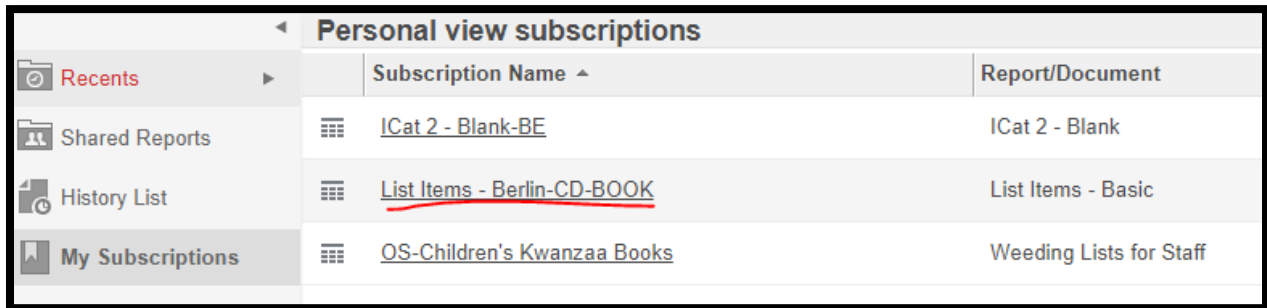 Personal view subscriptions
Recents
Shared Reports
History List
My Subscriptions
Subscription Name Report/Document
ICat 2 - Blank-BE ICat 2 - Blank
List Items - Berlin-CD-BOOK List Items - Basic
OS-Children's Kwanzaa Books Weeding Lists for Staff